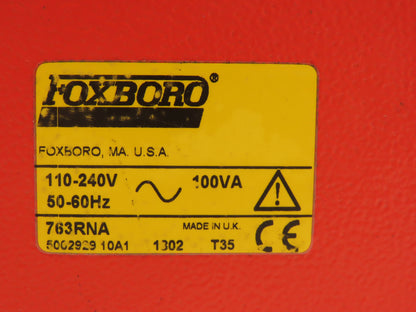 FOXBORO®
FOXBORO, MA. U.S.A.
110-240V 100VA
50-60Hz
763RNA MADE IN U.K.
5002929 10A1 1302 T35 CE